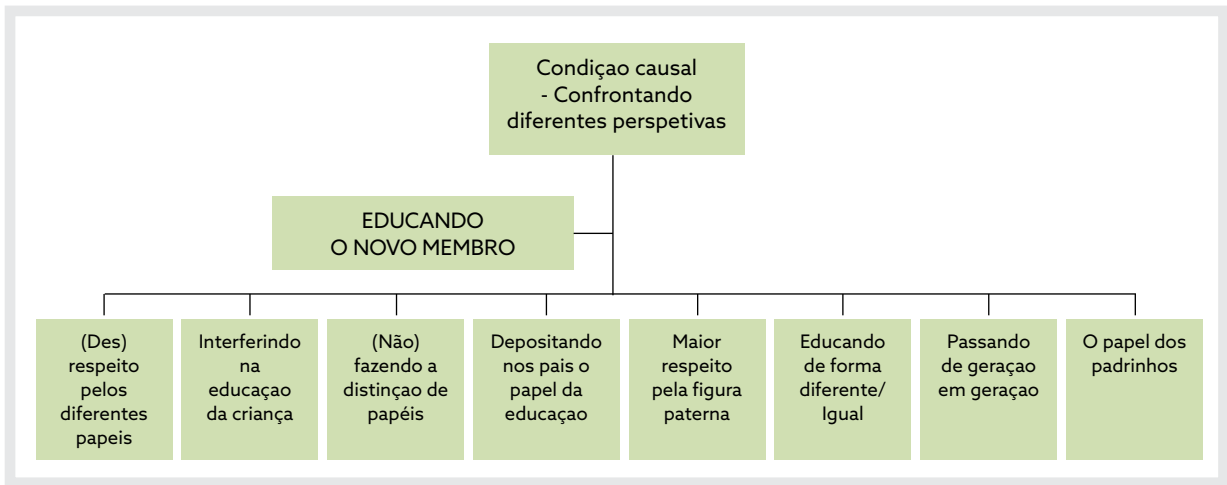 Condiçao causal
- Confrontando
diferentes perspetivas
EDUCANDO
O NOVO MEMBRO
(Des)
respeito
pelos
diferentes
papeis
Interferindo
na
educaçao
da criança
(Não)
fazendo a
distinçao de
papéis
Depositando
nos pais o
papel da
educaçao
Maior
respeito
pela figura
paterna
Educando
de forma
diferente/
Igual
Passando
de geraçao
em geraçao
O papel dos
padrinhos